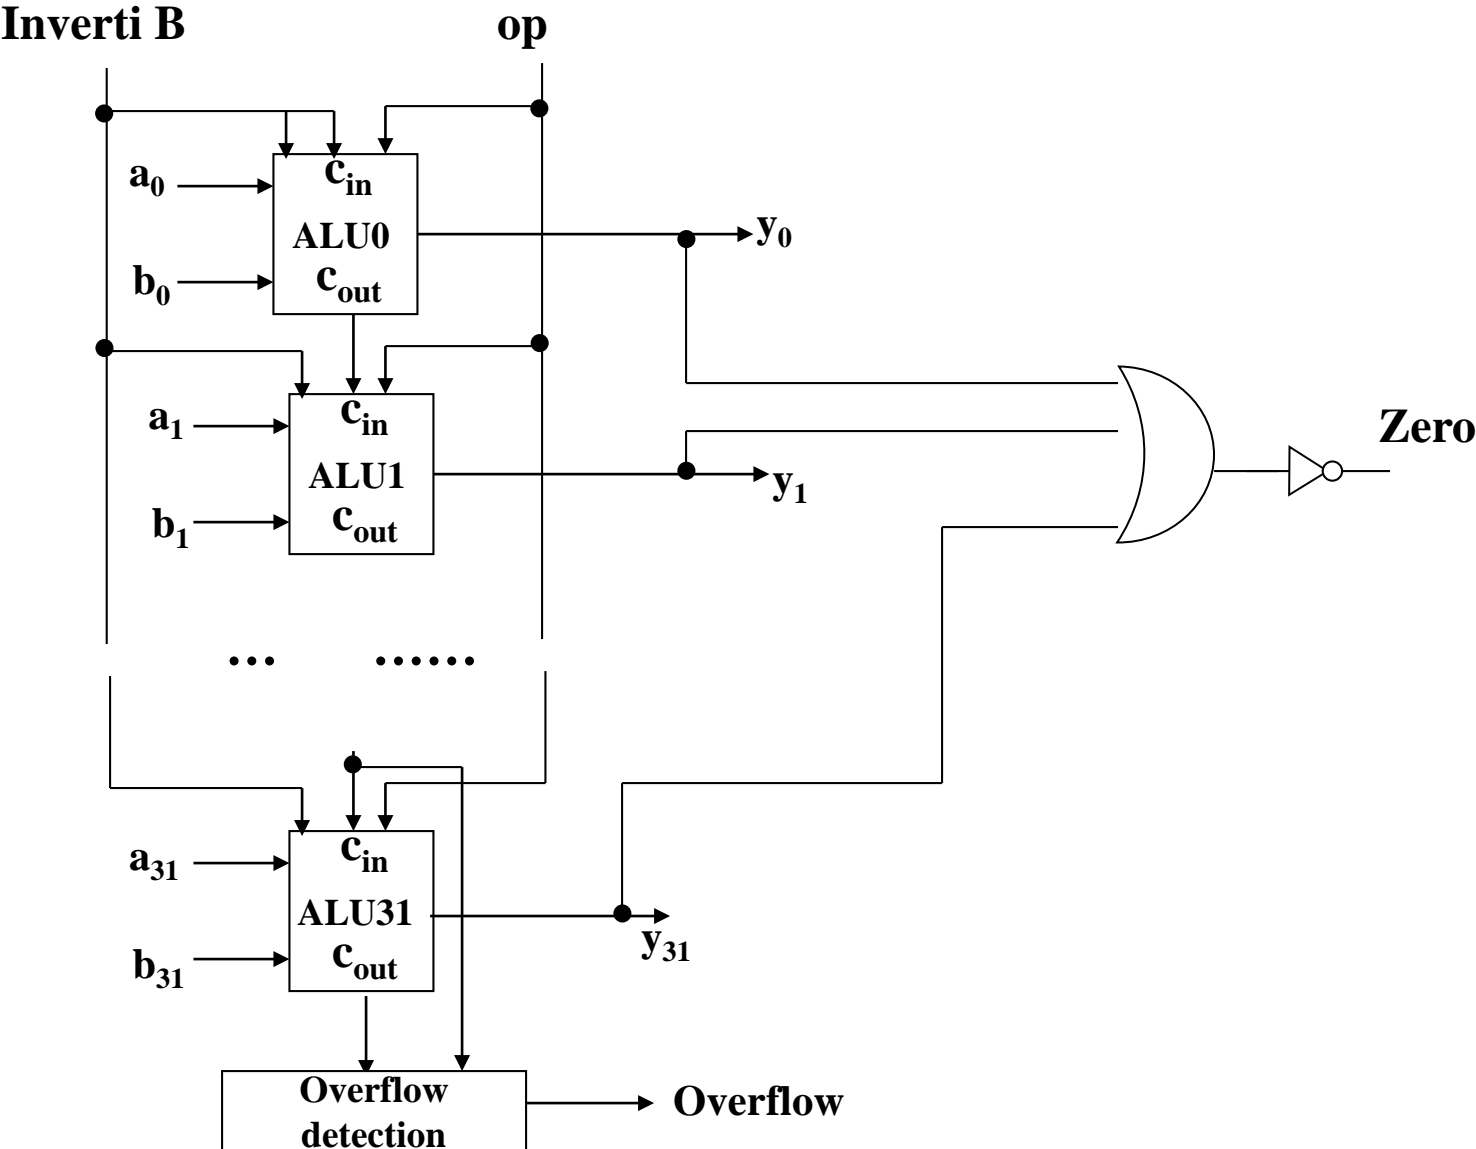 Inverti B
op
a0
cin
ALU0
y0
b0
cout
a1
cin
Zero
ALU1
y1
b1
cout
... ......
a31
cin
ALU31
y31
b31
cout
Overflow
detection
Overflow